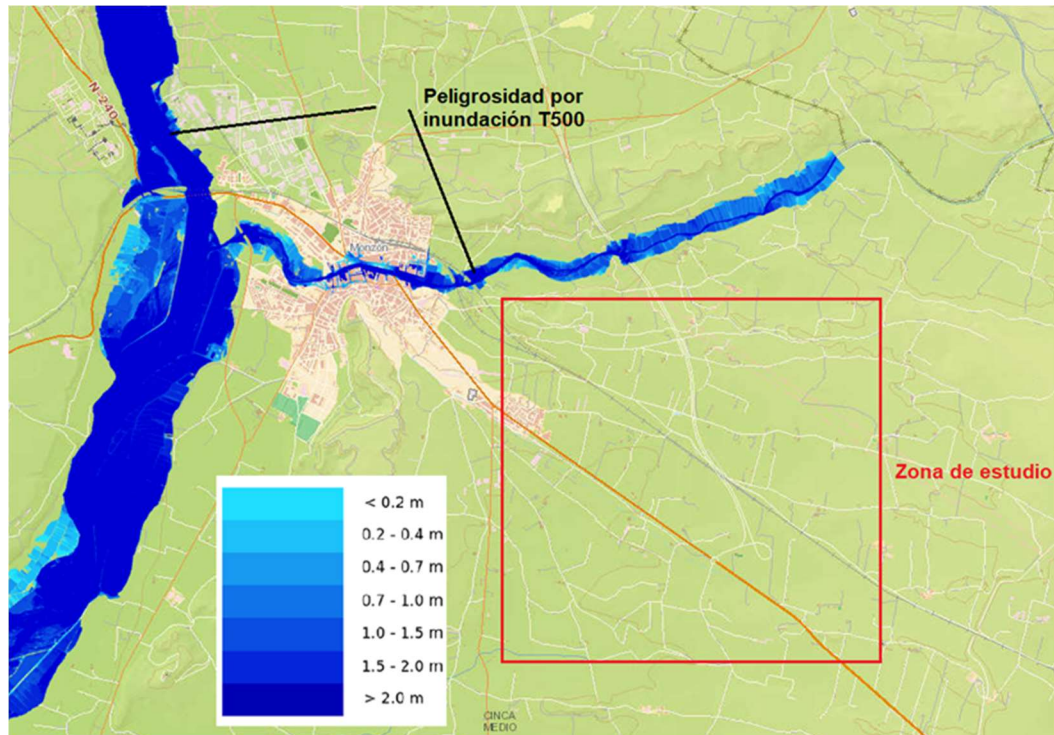 Peligrosidad por
inundación T500
N-240
Monzón
Zona de estudio
< 0.2 m
0.2 - 0.4 m
0.4 - 0.7 m
0.7 - 1.0 m
1.0 - 1.5 m
1.5 - 2.0 m
> 2.0 m
CINCA
MEDIO